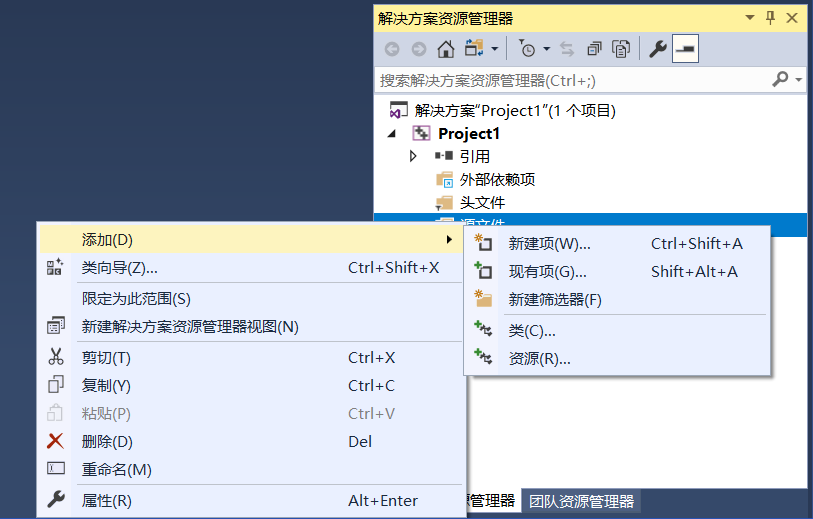 解决方案资源管理器
搜索解决方案资源管理器(Ctrl+;)
解决方案"Project1"(1 个项目)
Project1
引用
外部依赖项
头文件
源文件
添加(D)
类向导(Z)... Ctrl+Shift+X
限定为此范围(S)
新建解决方案资源管理器视图(N)
剪切(T) Ctrl+X
复制(Y) Ctrl+C
粘贴(P) Ctrl+V
删除(D) Del
重命名(M)
属性(R) Alt+Enter
新建项(W)... Ctrl+Shift+A
现有项(G)... Shift+Alt+A
新建筛选器(F)
类(C)...
资源(R)...
管理器 团队资源管理器